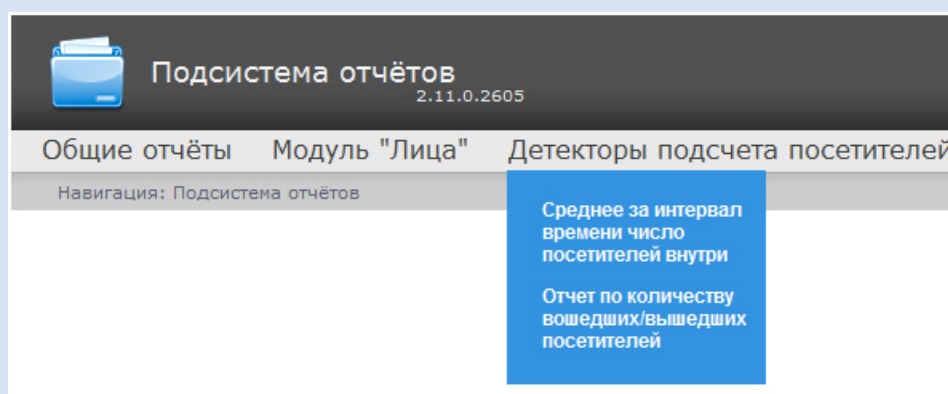 Подсистема отчётов
2.11.0.2605
Общие отчёты Модуль "Лица" Детекторы подсчета посетителей
Навигация: Подсистема отчётов
Среднее за интервал
времени число
посетителей внутри
Отчет по количеству
вошедших/вышедших
посетителей